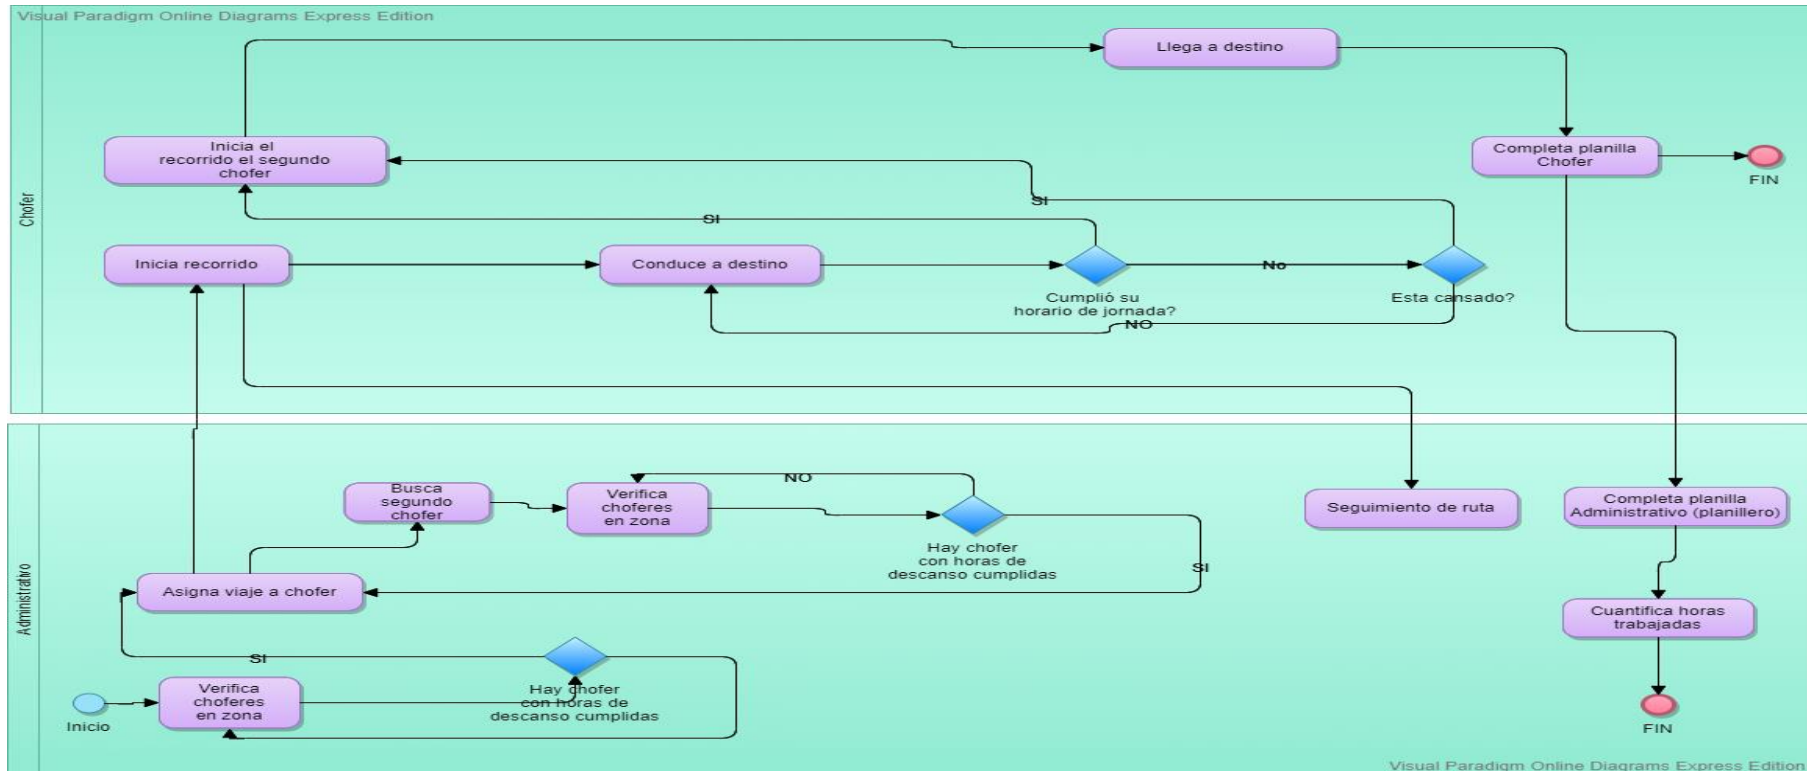 Visual Paradigm Online Diagrams Express Edition
Llega a destino
Inicia el
recorrido el segundo
chofer
Completa planilla
Chofer
FIN
Chofer
SI
SI
Inicia recorrido
Conduce a destino
No
Cumplió su
horario de jornada?
Esta cansado?
NO
Busca
segundo
chofer
Verifica
choferes
en zona
NO
Hay chofer
con horas de
descanso cumplidas
SI
Seguimiento de ruta
Completa planilla
Administrativo (planillero)
Asigna viaje a chofer
Administrativo
Cuantifica horas
trabajadas
SI
Verifica
choferes
en zona
Hay chofer
con horas de
descanso cumplidas
Inicio
FIN
Visual Paradigm Online Diagrams Express Edition